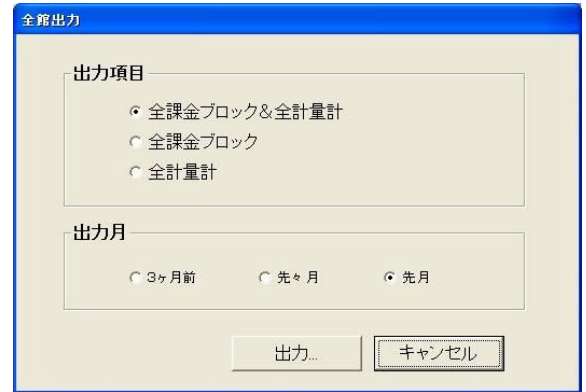 全館出力
出力項目
全課金ブロック&全計量計
全課金ブロック
全計量計
出力月
3ヶ月前 先々月 先月
出力... キャンセル